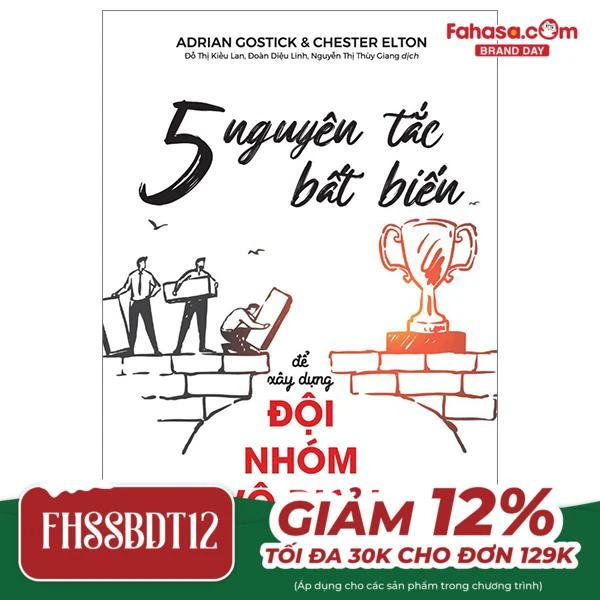 Fahasa.com
BRAND DAY
ADRIAN GOSTICK & CHESTER ELTON
Đỗ Thị Kiều Lan, Đoàn Diệu Linh, Nguyễn Thị Thùy Giang dịch
5 nguyên tắc
bất biến
để
xây dựng
ĐỘI
NHÓM
FHSSBDT12
GIẢM 12%
TỐI ĐA 30K CHO ĐƠN 129K
(Áp dụng cho các sản phẩm trong chương trình)